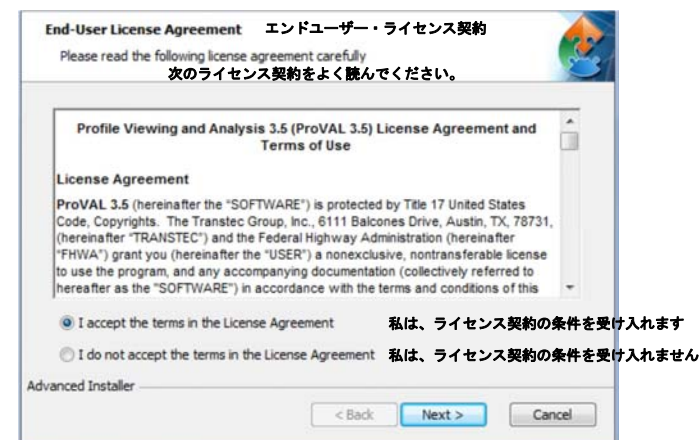 End-User License Agreement エンドユーザー・ライセンス契約
Please read the following license agreement carefully
次のライセンス契約をよく読んでください。
Profile Viewing and Analysis 3.5 (ProVAL 3.5) License Agreement and
Terms of Use
License Agreement
ProVAL 3.5 (hereinafter the "SOFTWARE") is protected by Title 17 United States
Code, Copyrights. The Transtec Group, Inc., 6111 Balcones Drive, Austin, TX, 78731,
(hereinafter "TRANSTEC") and the Federal Highway Administration (hereinafter
"FHWA") grant you (hereinafter the "USER") a nonexclusive, nontransferable license
to use the program, and any accompanying documentation (collectively referred to
hereafter as the "SOFTWARE") in accordance with the terms and conditions of this
I accept the terms in the License Agreement 私は、ライセンス契約の条件を受け入れます
I do not accept the terms in the License Agreement 私は、ライセンス契約の条件を受け入れません
Advanced Installer
< Back Next > Cancel